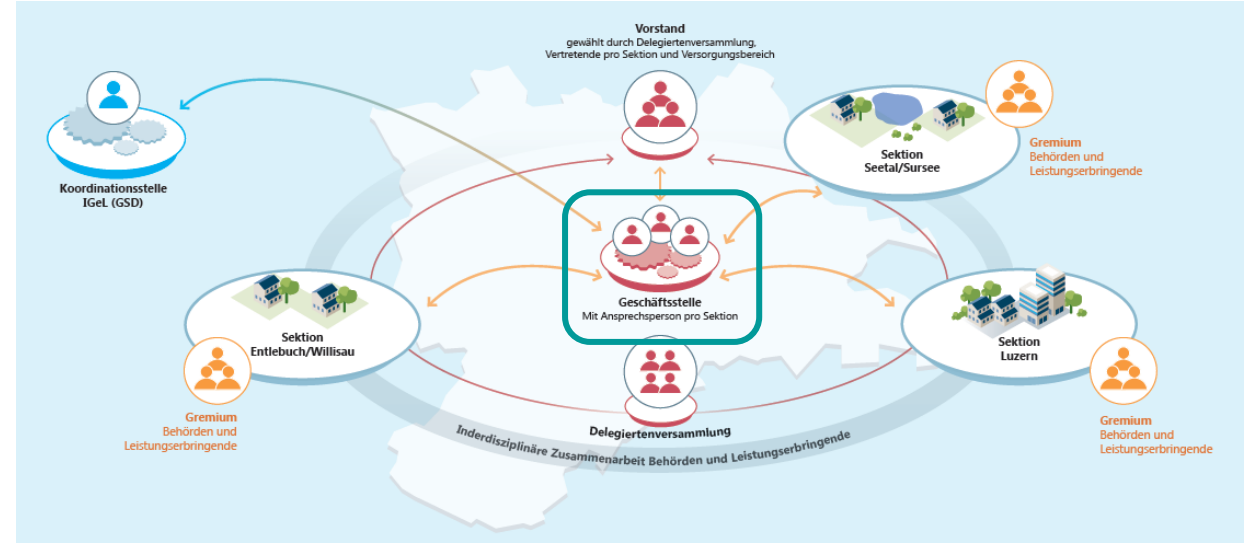 Vorstand
gewählt durch Delegiertenversammlung,
Vertretende pro Sektion und Versorgungsbereich
Koordinationsstelle
IGeL (GSD)
Sektion
Seetal/Sursee
Gremium
Behörden und
Leistungserbringende
Geschäftsstelle
Mit Ansprechsperson pro Sektion
Sektion
Entlebuch/Willisau
Gremium
Behörden und
Leistungserbringende
Sektion
Luzern
Gremium
Behörden und
Leistungserbringende
Delegiertenversammlung
Inderdisziplinäre Zusammenarbeit Behörden und Leistungserbringende